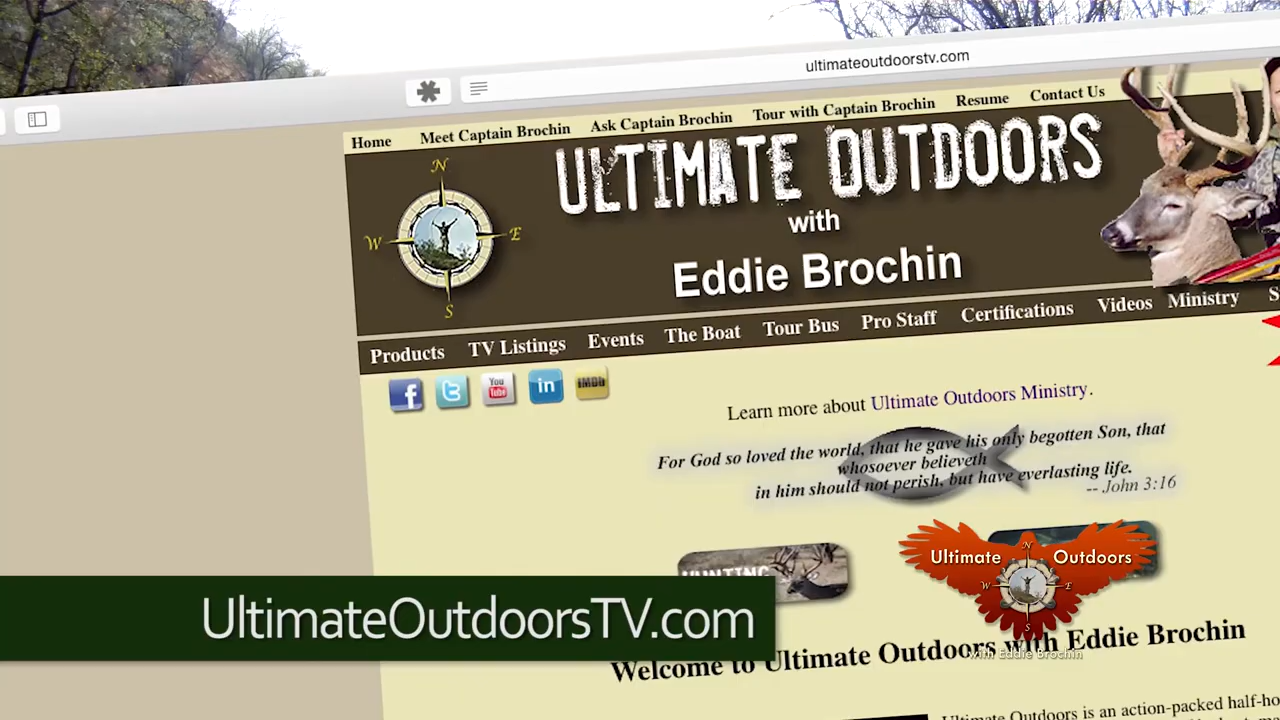 ultimateoutdoorstv.com
Home Meet Captain Brochin Ask Captain Brochin Tour with Captain Brochin Resume Contact Us
ULTIMATE OUTDOORS
with
Eddie Brochin
N
W E
S
Products TV Listings Events The Boat Tour Bus Pro Staff Certifications Videos Ministry S
f t You Tube in IMDb
Learn more about Ultimate Outdoors Ministry.
For God so loved the world, that he gave his only begotten Son, that
whosoever believeth
in him should not perish, but have everlasting life.
-- John 3:16
HUNTING
Ultimate Outdoors
N
W E
S
with Eddie Brochin
UltimateOutdoorsTV.com
Welcome to Ultimate Outdoors with Eddie Brochin
Ultimate Outdoors is an action-packed half-ho